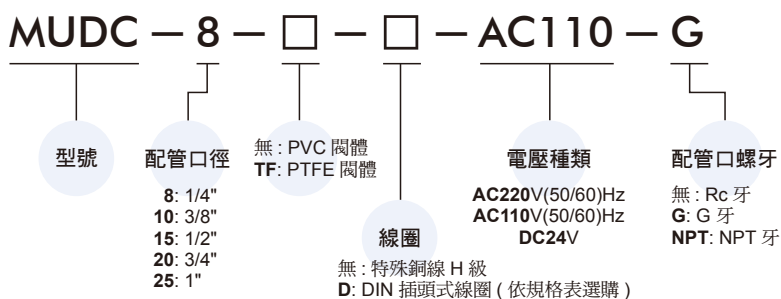 MUDC － 8 － □ － □ － AC110 － G
型號
配管口徑
8: 1/4"
10: 3/8"
15: 1/2"
20: 3/4"
25: 1"
無 : PVC 閥體
TF: PTFE 閥體
線圈
無 : 特殊銅線 H 級
D: DIN 插頭式線圈 ( 依規格表選購 )
電壓種類
AC220V(50/60)Hz
AC110V(50/60)Hz
DC24V
配管口螺牙
無 : Rc 牙
G: G 牙
NPT: NPT 牙